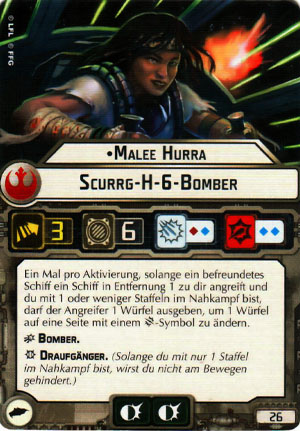 © LFL © FFG
•Malee Hurra
Scurrg-H-6-Bomber
3
6
Ein Mal pro Aktivierung, solange ein befreundetes
Schiff ein Schiff in Entfernung 1 zu dir angreift und
du mit 1 oder weniger Staffeln im Nahkampf bist,
darf der Angreifer 1 Würfel ausgeben, um 1 Würfel
auf eine Seite mit einem -Symbol zu ändern.
Bomber.
Draufgänger. (Solange du mit nur 1 Staffel
im Nahkampf bist, wirst du nicht am Bewegen
gehindert.)
26